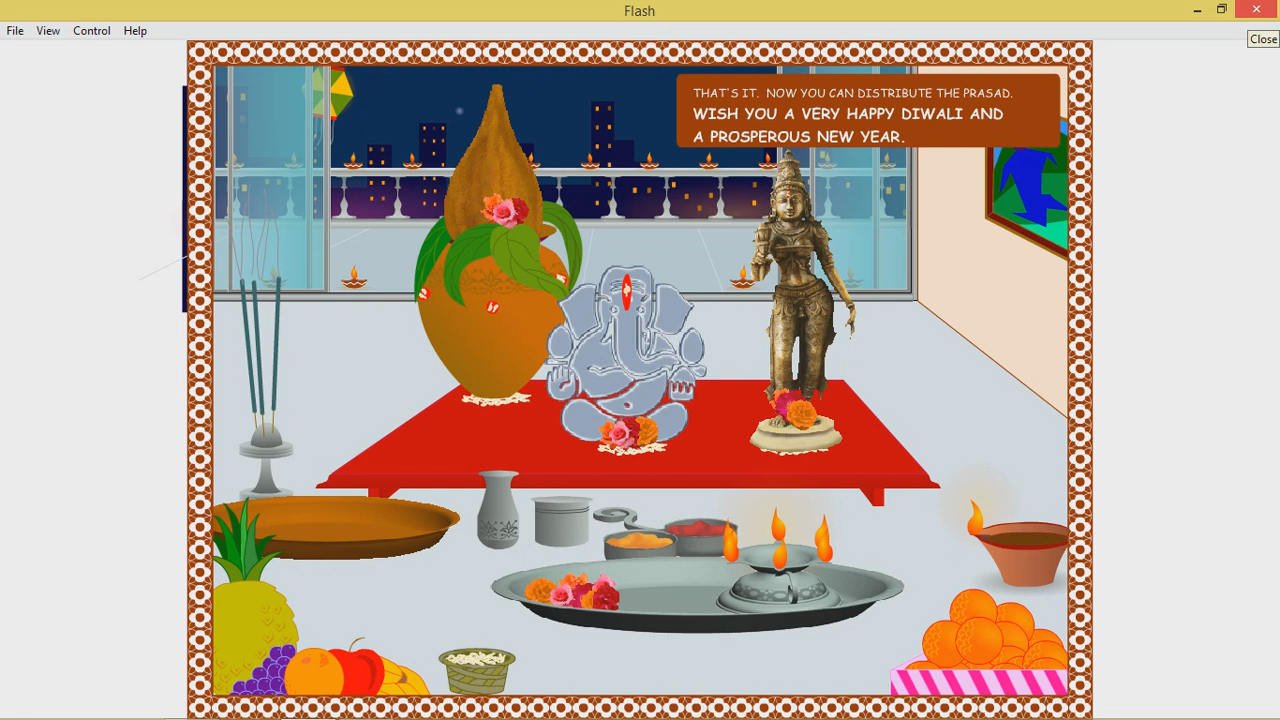 Flash
File View Control Help
Close
THAT'S IT. NOW YOU CAN DISTRIBUTE THE PRASAD.
WISH YOU A VERY HAPPY DIWALI AND
A PROSPEROUS NEW YEAR.